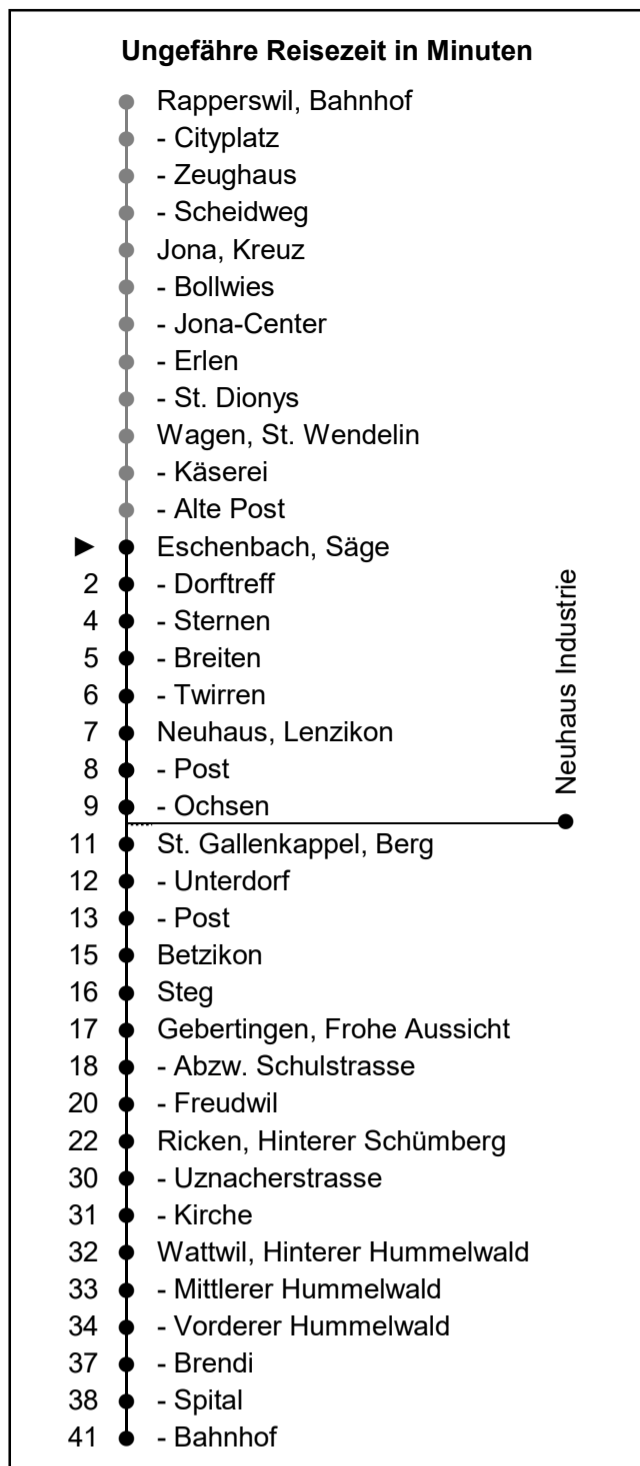 Ungefähre Reisezeit in Minuten
Rapperswil, Bahnhof
- Cityplatz
- Zeughaus
- Scheidweg
Jona, Kreuz
- Bollwies
- Jona-Center
- Erlen
- St. Dionys
Wagen, St. Wendelin
- Käserei
- Alte Post
► Eschenbach, Säge
2 - Dorftreff
4 - Sternen
5 - Breiten
6 - Twirren
7 Neuhaus, Lenzikon
8 - Post
9 - Ochsen
Neuhaus Industrie
11 St. Gallenkappel, Berg
12 - Unterdorf
13 - Post
15 Betzikon
16 Steg
17 Gebertingen, Frohe Aussicht
18 - Abzw. Schulstrasse
20 - Freudwil
22 Ricken, Hinterer Schümberg
30 - Uznacherstrasse
31 - Kirche
32 Wattwil, Hinterer Hummelwald
33 - Mittlerer Hummelwald
34 - Vorderer Hummelwald
37 - Brendi
38 - Spital
41 - Bahnhof